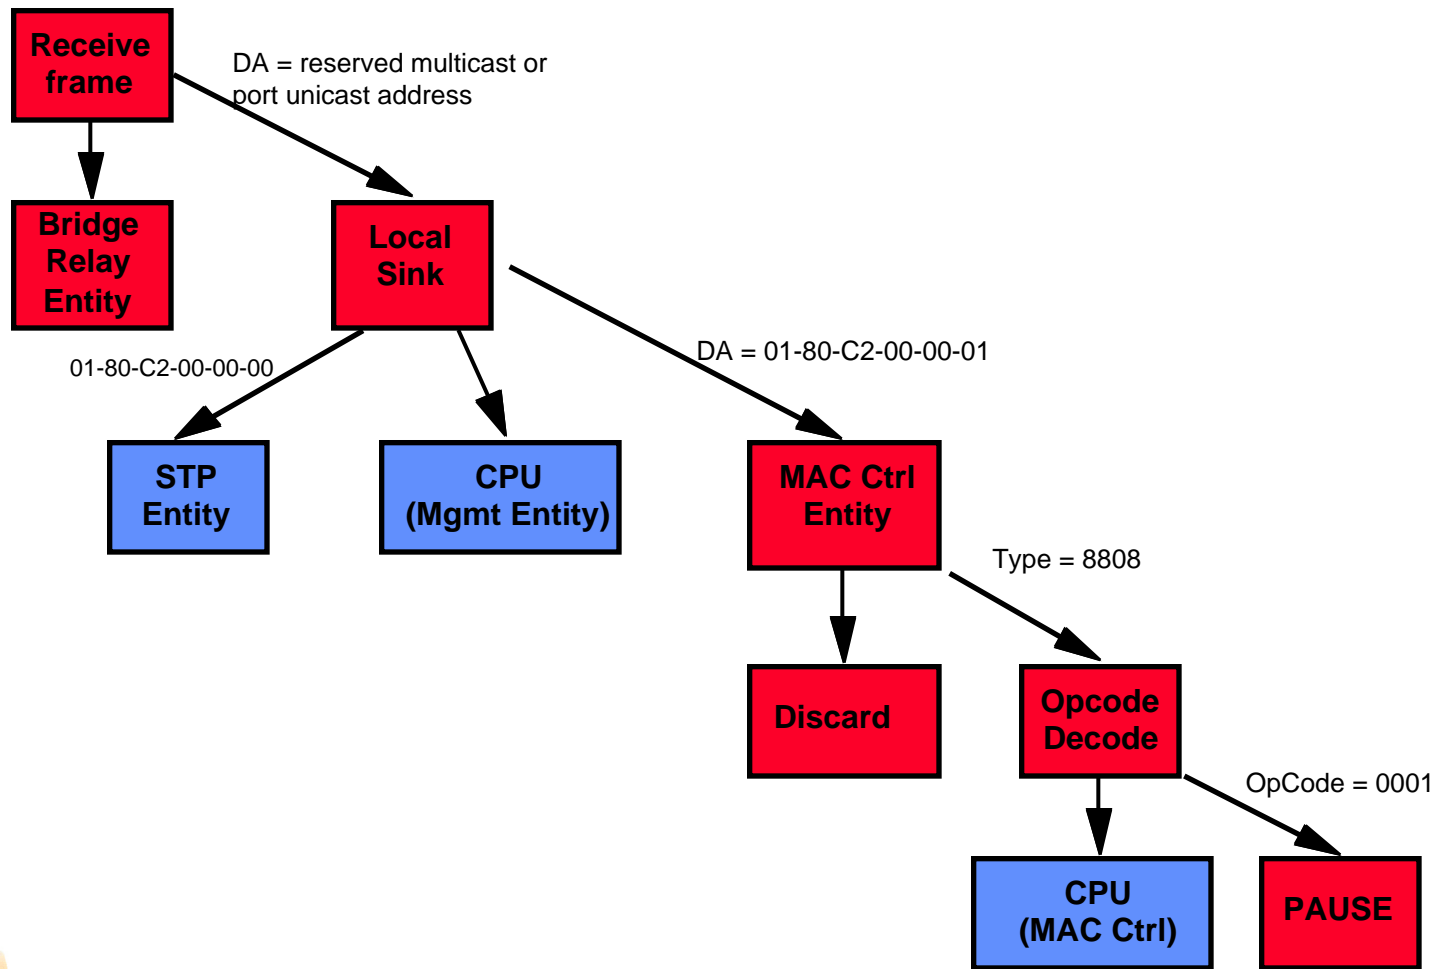 Receive
frame
DA = reserved multicast or
port unicast address
Bridge
Relay
Entity
Local
Sink
01-80-C2-00-00-00
DA = 01-80-C2-00-00-01
STP
Entity
CPU
(Mgmt Entity)
MAC Ctrl
Entity
Type = 8808
Discard
Opcode
Decode
OpCode = 0001
CPU
(MAC Ctrl)
PAUSE